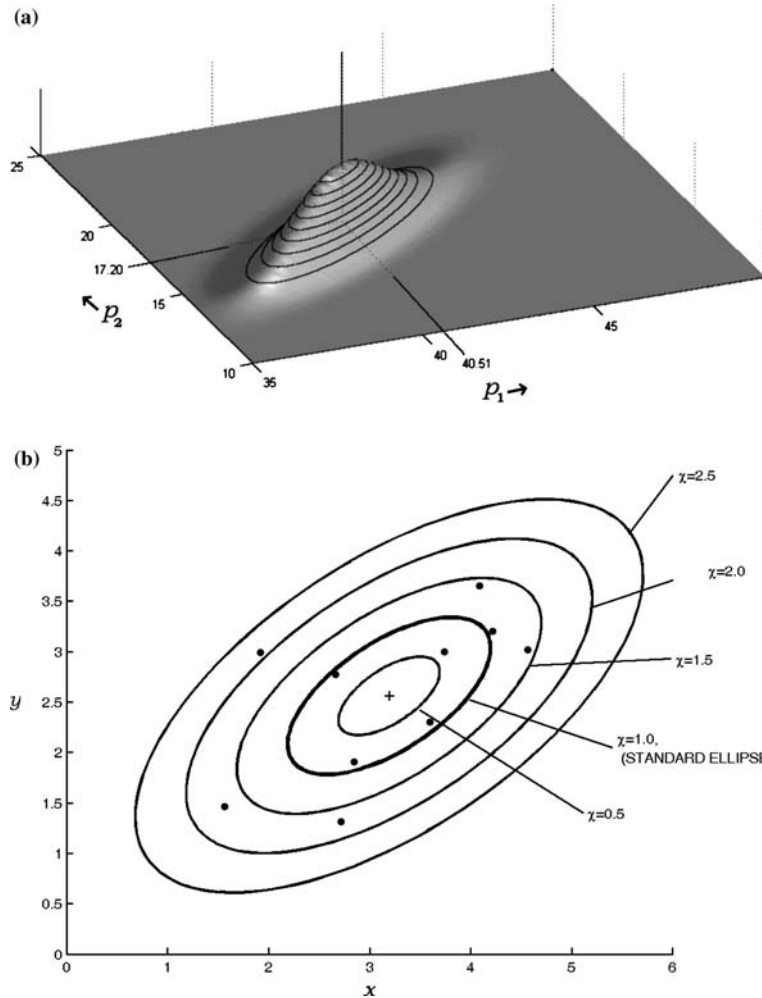 (a)
25
20
17.20
15
p₂
10
35
40
40.51
45
p₁→
(b)
5
4.5
4
3.5
3
2.5
2
1.5
1
0.5
0
y
χ=2.5
χ=2.0
χ=1.5
χ=1.0,
(STANDARD ELLIPSE
χ=0.5
0 1 2 3 4 5 6
x